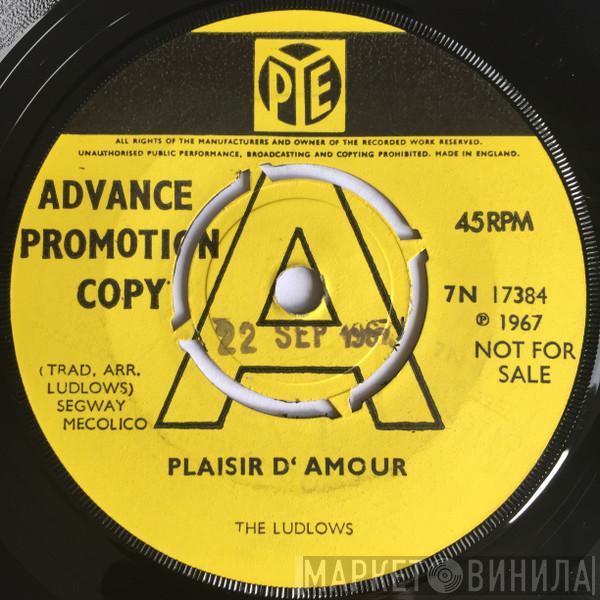 PYE
ALL RIGHTS OF THE MANUFACTURERS AND OWNER OF THE RECORDED WORK RESERVED.
UNAUTHORISED PUBLIC PERFORMANCE, BROADCASTING AND COPYING PROHIBITED. MADE IN ENGLAND.
ADVANCE
PROMOTION
COPY
A
45RPM
7N 17384
℗ 1967
NOT FOR
SALE
22 SEP 1967
(TRAD, ARR.
LUDLOWS)
SEGWAY
MECOLICO
PLAISIR D' AMOUR
THE LUDLOWS
МАРКЕТ ВИНИЛА